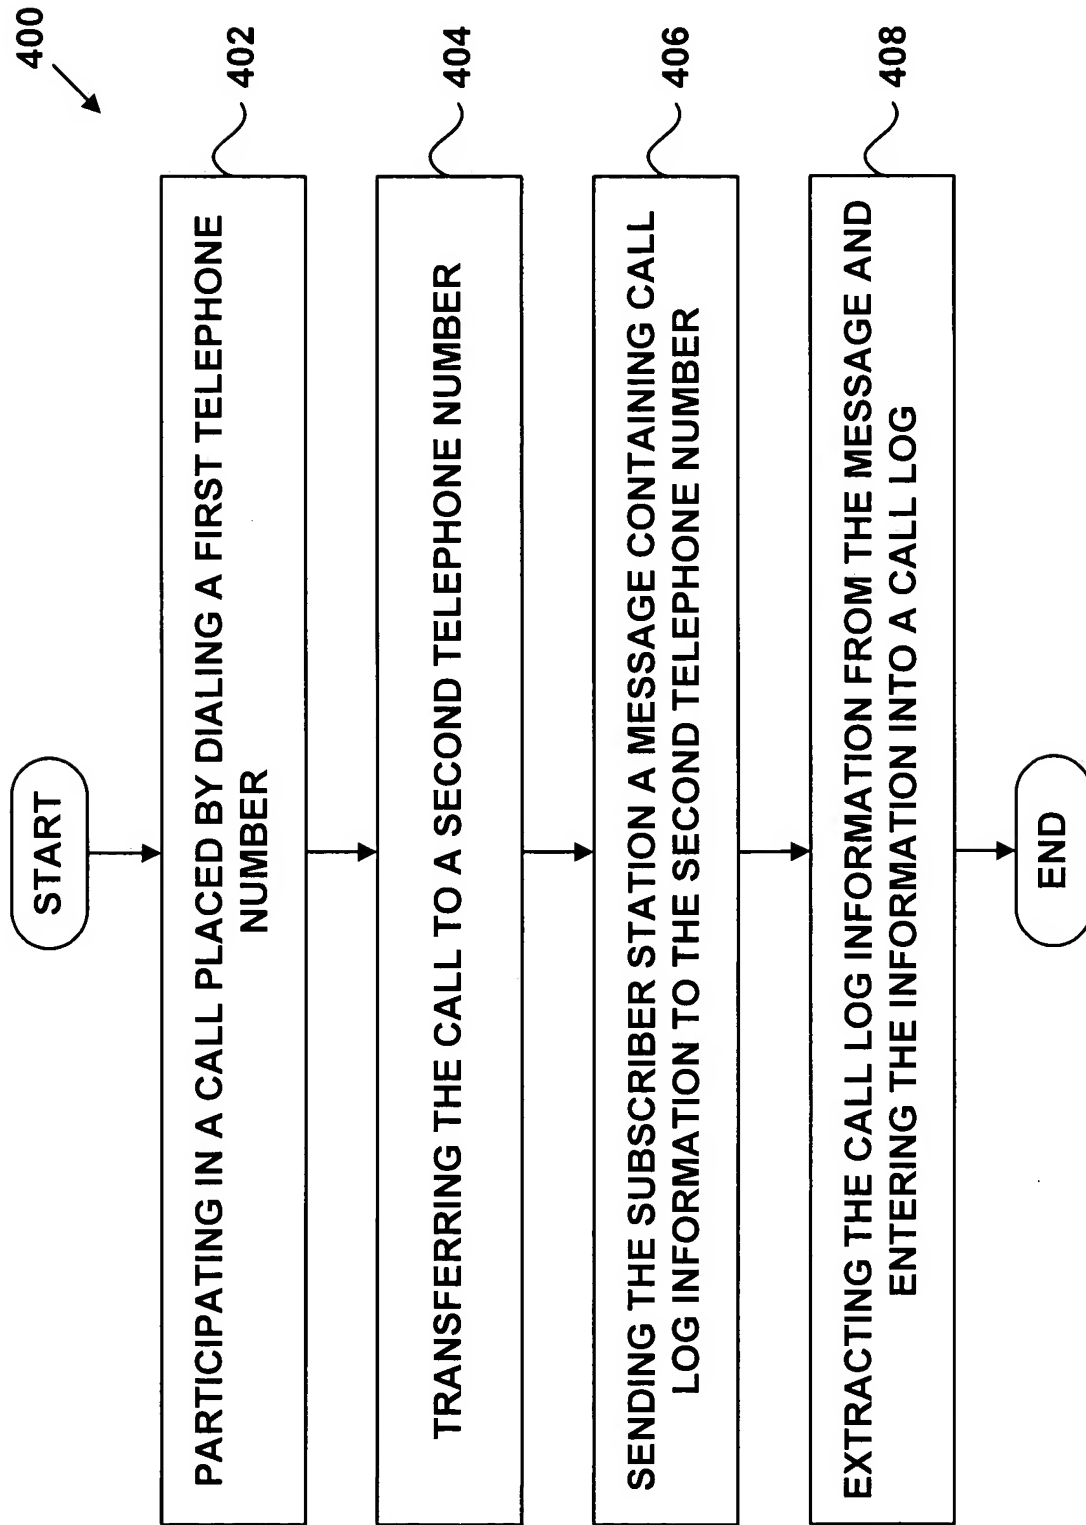 400
START
PARTICIPATING IN A CALL PLACED BY DIALING A FIRST TELEPHONE
NUMBER
402
TRANSFERRING THE CALL TO A SECOND TELEPHONE NUMBER
404
SENDING THE SUBSCRIBER STATION A MESSAGE CONTAINING CALL
LOG INFORMATION TO THE SECOND TELEPHONE NUMBER
406
EXTRACTING THE CALL LOG INFORMATION FROM THE MESSAGE AND
ENTERING THE INFORMATION INTO A CALL LOG
408
END